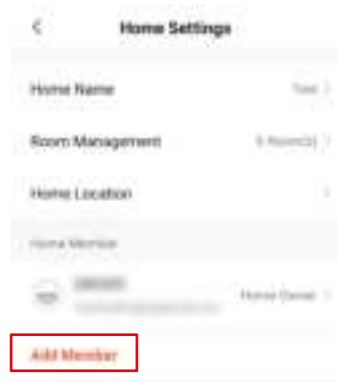 Home Settings
Home Name
Room Management
Home Location
Home Member
Home Owner
Add Member